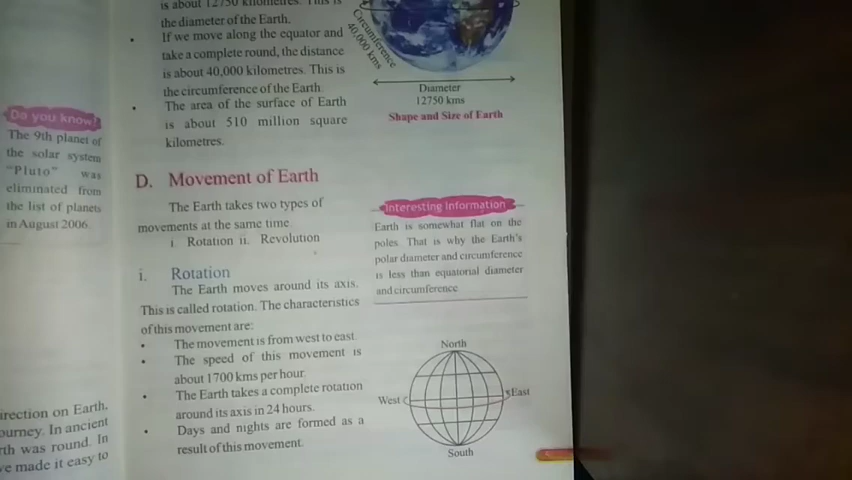 is about 12750 kilometres. This is
the diameter of the Earth.
• If we move along the equator and
take a complete round, the distance
is about 40,000 kilometres. This is
the circumference of the Earth.
• The area of the surface of Earth
is about 510 million square
kilometres.
Circumference
40,000 kms
Diameter
12750 kms
Shape and Size of Earth
Do you know?
The 9th planet of
the solar system
"Pluto" was
eliminated from
the list of planets
in August 2006.
D. Movement of Earth
The Earth takes two types of
movements at the same time
i. Rotation ii. Revolution
Interesting Information
Earth is somewhat flat on the
poles. That is why the Earth's
polar diameter and circumference
is less than equatorial diameter
and circumference.
i. Rotation
The Earth moves around its axis.
This is called rotation. The characteristics
of this movement are:
• The movement is from west to east.
• The speed of this movement is
about 1700 kms per hour.
• The Earth takes a complete rotation
around its axis in 24 hours.
• Days and nights are formed as a
result of this movement.
North
West
East
South
irection on Earth,
ourney. In ancient
rth was round. In
ve made it easy to